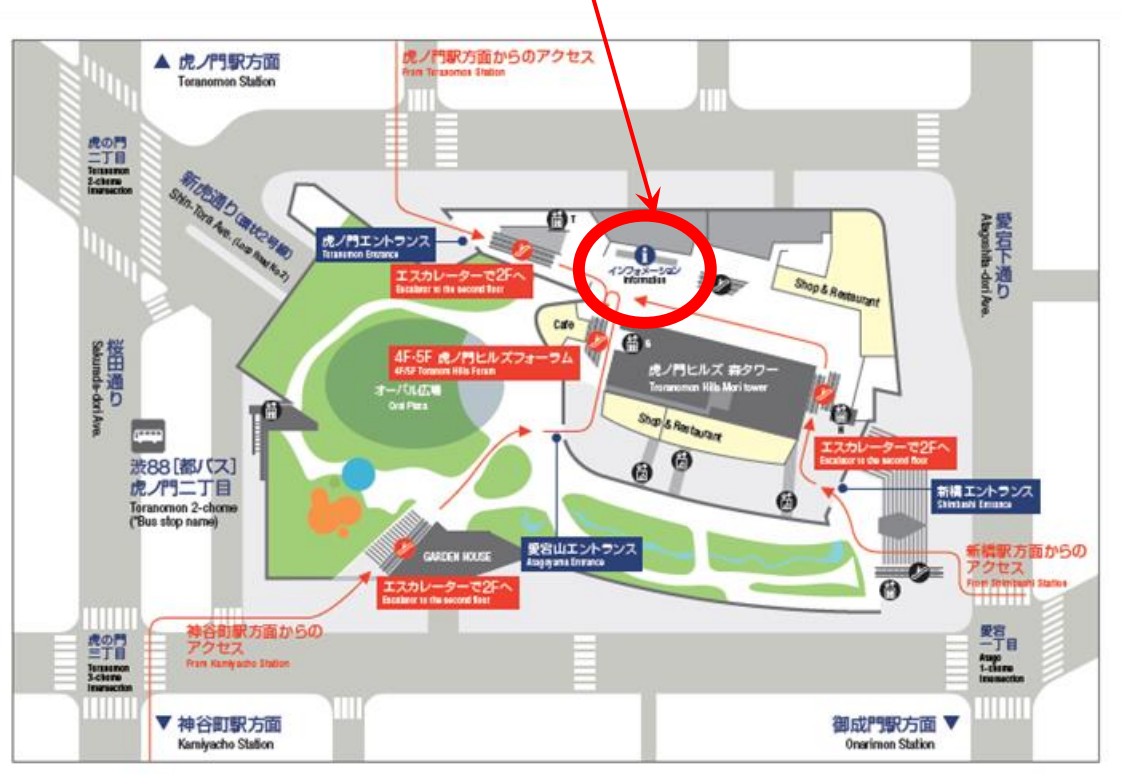 ▲ 虎ノ門駅方面
Toranomon Station
虎ノ門駅方面からのアクセス
From Toranomon Station
虎の門
二丁目
Toranomon
2-chome
Intersection
新虎通り(環状2号線)
Shin-Tora Ave. (Loop Road No.2)
愛宕下通り
Atagoshita-dori Ave.
虎ノ門エントランス
Toranomon Entrance
T
インフォメーション
Information
エスカレーターで2Fへ
Escalator to the second floor
Shop & Restaurant
Cafe
S
4F・5F 虎ノ門ヒルズフォーラム
4F/5F Toranom Hills Forum
虎ノ門ヒルズ 森タワー
Troranomon Hills Mori tower
オーバル広場
Oval Plaza
桜田通り
Sakurada-dori Ave.
Shop & Restaurant
エスカレーターで2Fへ
Escalator to the second floor
渋88[都バス]
虎ノ門二丁目
Toranomon 2-chome
(*Bus stop name)
新橋エントランス
Shimbashi Entrance
愛宕山エントランス
Atagoyama Entrance
GARDEN HOUSE
新橋駅方面からの
アクセス
From Shimbashi Station
エスカレーターで2Fへ
Escalator to the second floor
神谷町駅方面からの
アクセス
From Kamiyacho Station
虎の門
三丁目
Toranomon
3-chome
Intersection
愛宕
一丁目
Atago
1-chome
Intersection
▼ 神谷町駅方面
Kamiyacho Station
御成門駅方面 ▼
Onarimon Station